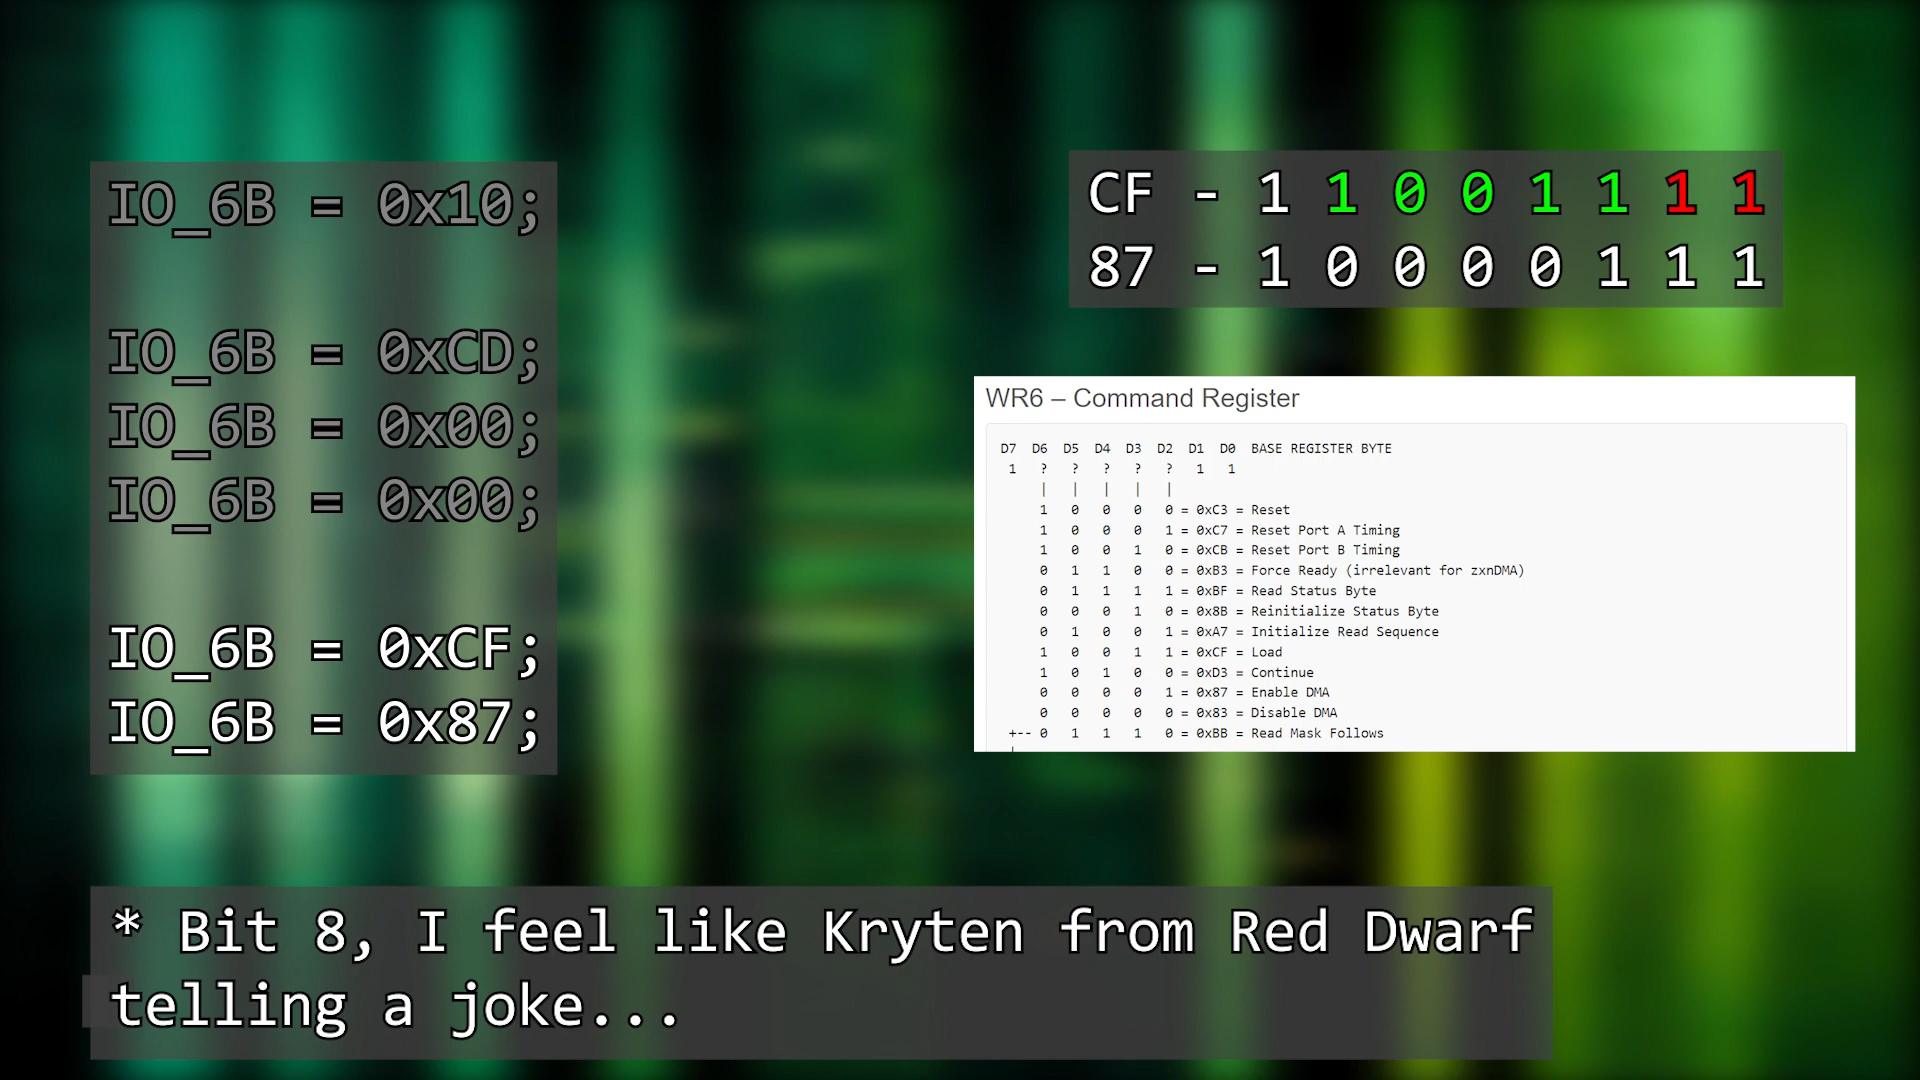 IO_6B = 0x10;
IO_6B = 0xCD;
IO_6B = 0x00;
IO_6B = 0x00;
IO_6B = 0xCF;
IO_6B = 0x87;
CF - 1 1 0 0 1 1 1 1
87 - 1 0 0 0 0 1 1 1
WR6 – Command Register
D7 D6 D5 D4 D3 D2 D1 D0 BASE REGISTER BYTE
1 ? ? ? ? ? 1 1
| | | | |
1 0 0 0 0 = 0xC3 = Reset
1 0 0 0 1 = 0xC7 = Reset Port A Timing
1 0 0 1 0 = 0xCB = Reset Port B Timing
0 1 1 0 0 = 0xB3 = Force Ready (irrelevant for zxnDMA)
0 1 1 1 1 = 0xBF = Read Status Byte
0 0 0 1 0 = 0x8B = Reinitialize Status Byte
0 1 0 0 1 = 0xA7 = Initialize Read Sequence
1 0 0 1 1 = 0xCF = Load
1 0 1 0 0 = 0xD3 = Continue
0 0 0 0 1 = 0x87 = Enable DMA
0 0 0 0 0 = 0x83 = Disable DMA
+-- 0 1 1 1 0 = 0xBB = Read Mask Follows
* Bit 8, I feel like Kryten from Red Dwarf
telling a joke...